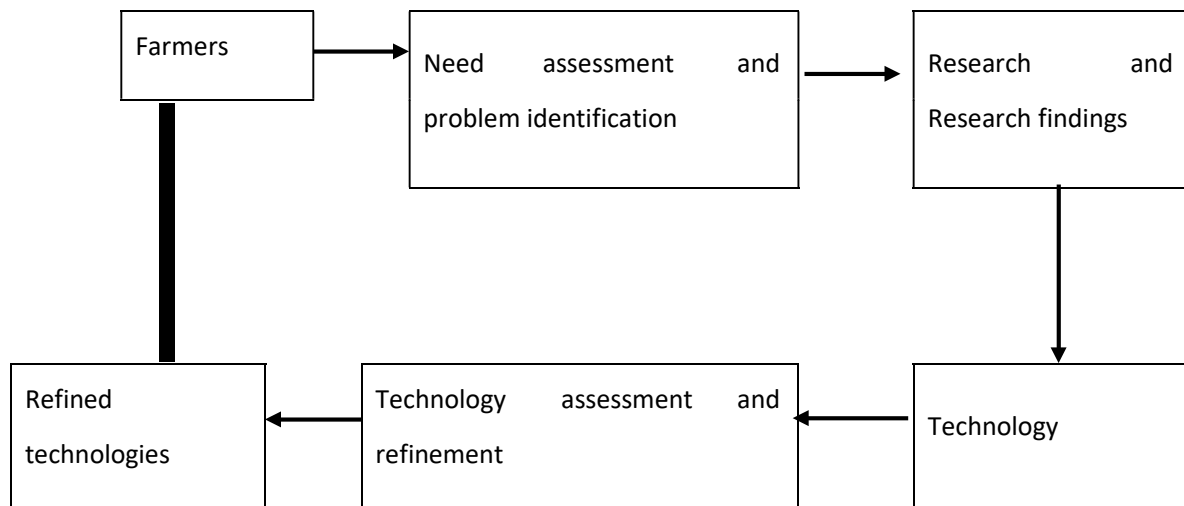 Farmers
Need assessment and
problem identification
Research and
Research findings
Technology
Technology assessment and
refinement
Refined
technologies